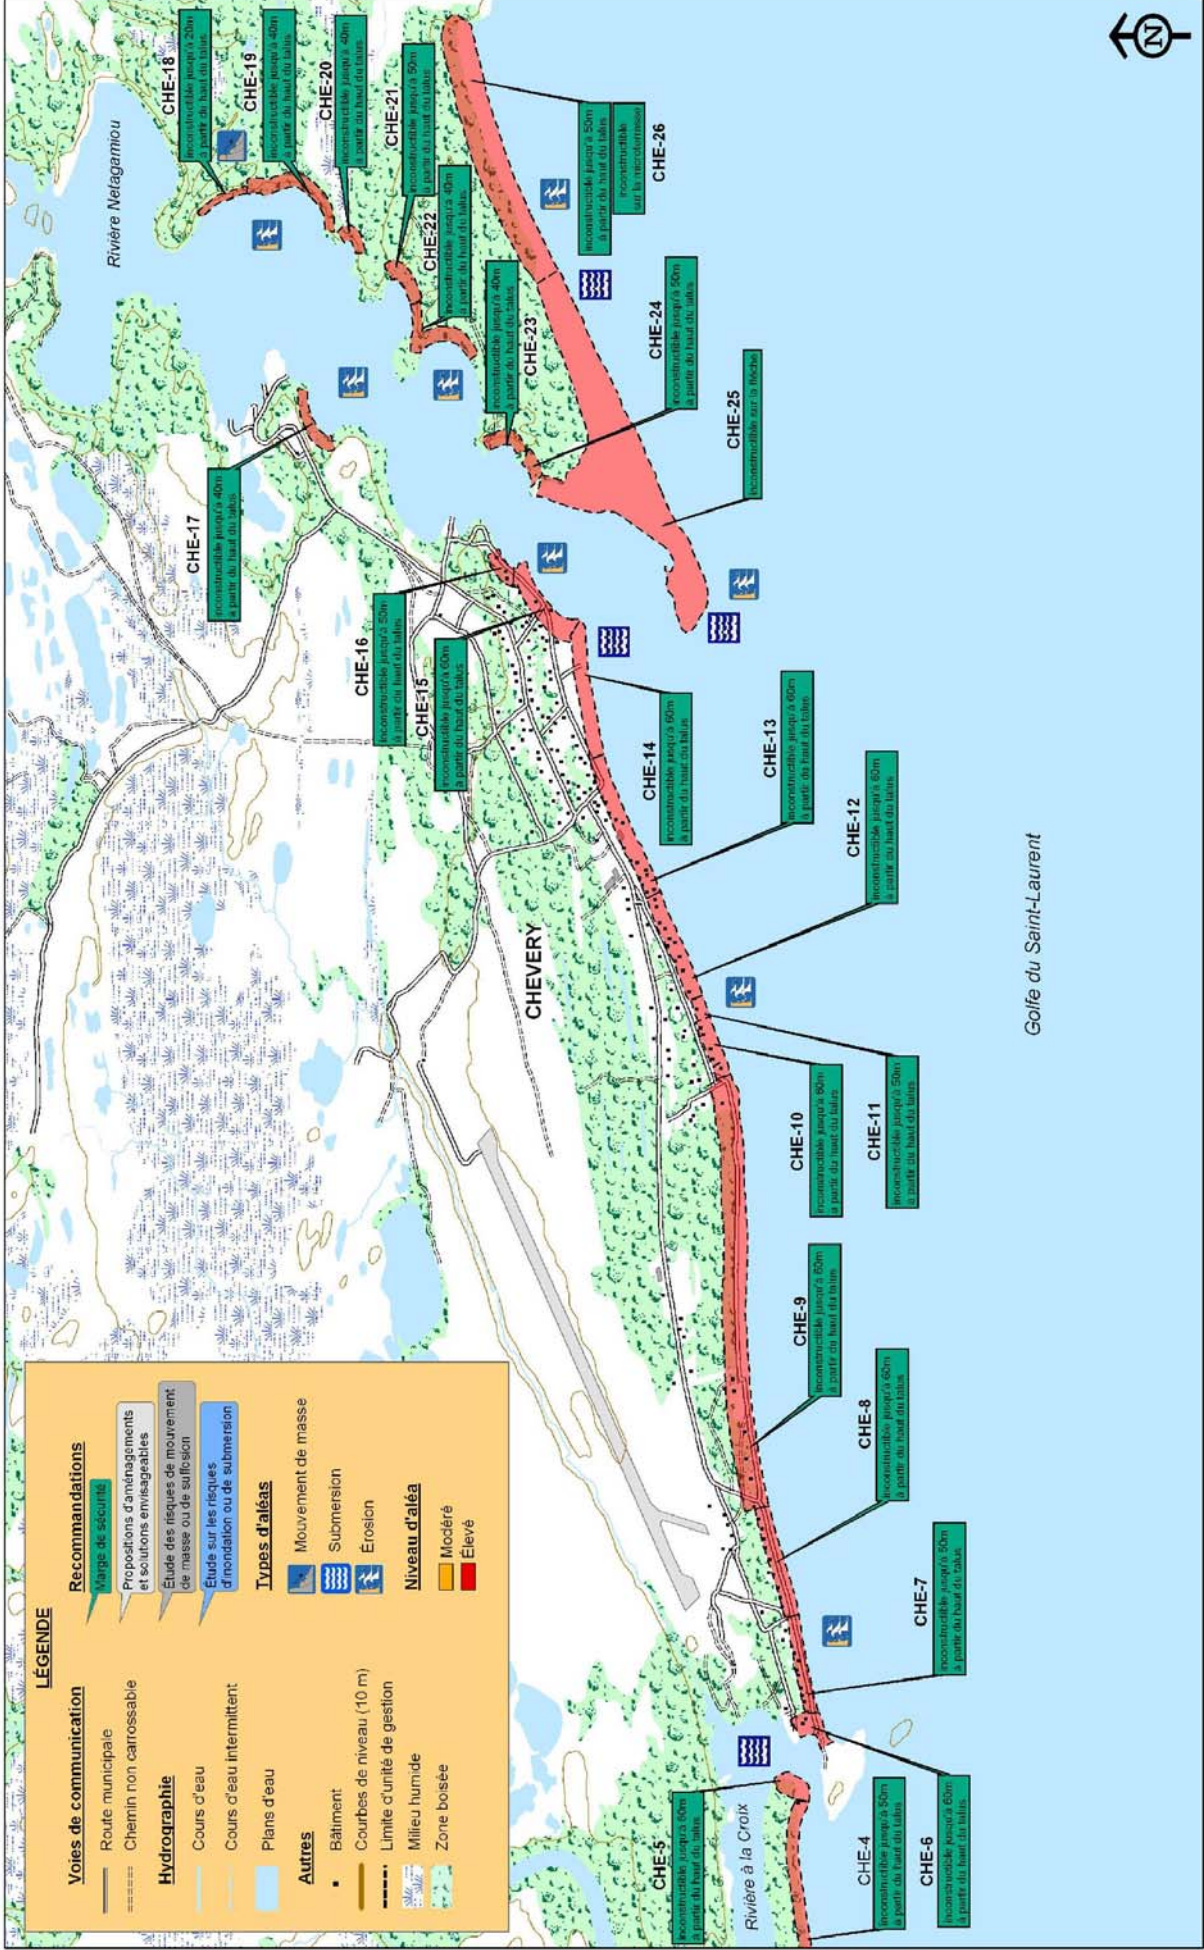 LÉGENDE
Voies de communication
Route municipale
Chemin non carrossable
Hydrographie
Cours d'eau
Cours d'eau intermittent
Plans d'eau
Autres
Bâtiment
Courbes de niveau (10 m)
Limite d'unité de gestion
Milieu humide
Zone boisée
Recommandations
Marge de sécurité
Propositions d'aménagements
et solutions envisageables
Étude des risques de mouvement
de masse ou de suffosion
Étude sur les risques
d'inondation ou de submersion
Types d'aléas
Mouvement de masse
Submersion
Érosion
Niveau d'aléa
Modéré
Élevé
CHE-4
inconstructible jusqu'à 50m
à partir du haut du talus
CHE-5
inconstructible jusqu'à 60m
à partir du haut du talus
Rivière à la Croix
CHE-6
inconstructible jusqu'à 60m
à partir du haut du talus
CHE-7
inconstructible jusqu'à 50m
à partir du haut du talus
CHE-8
inconstructible jusqu'à 60m
à partir du haut du talus
CHE-9
inconstructible jusqu'à 60m
à partir du haut du talus
CHE-10
inconstructible jusqu'à 60m
à partir du haut du talus
CHE-11
inconstructible jusqu'à 50m
à partir du haut du talus
CHE-12
inconstructible jusqu'à 60m
à partir du haut du talus
CHE-13
inconstructible jusqu'à 60m
à partir du haut du talus
CHE-14
inconstructible jusqu'à 60m
à partir du haut du talus
CHEVERY
CHE-15
inconstructible jusqu'à 60m
à partir du haut du talus
CHE-16
inconstructible jusqu'à 50m
à partir du haut du talus
CHE-17
inconstructible jusqu'à 40m
à partir du haut du talus
Rivière Netagamiou
CHE-18
inconstructible jusqu'à 20m
à partir du haut du talus
CHE-19
inconstructible jusqu'à 40m
à partir du haut du talus
CHE-20
inconstructible jusqu'à 40m
à partir du haut du talus
CHE-21
inconstructible jusqu'à 50m
à partir du haut du talus
CHE-22
inconstructible jusqu'à 40m
à partir du haut du talus
CHE-23
inconstructible jusqu'à 40m
à partir du haut du talus
CHE-24
inconstructible jusqu'à 50m
à partir du haut du talus
CHE-25
inconstructible sur la flèche
CHE-26
inconstructible jusqu'à 50m
à partir du haut du talus
inconstructible
sur la microterrasse
Golfe du Saint-Laurent
N